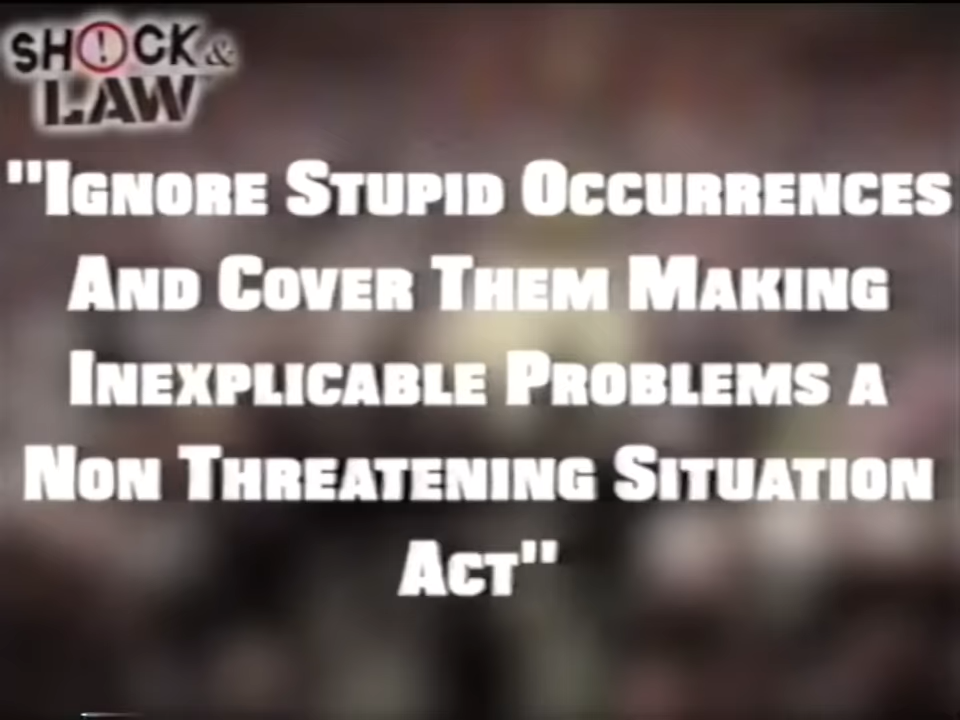 SHOCK &
LAW
"IGNORE STUPID OCCURRENCES
AND COVER THEM MAKING
INEXPLICABLE PROBLEMS A
NON THREATENING SITUATION
ACT"